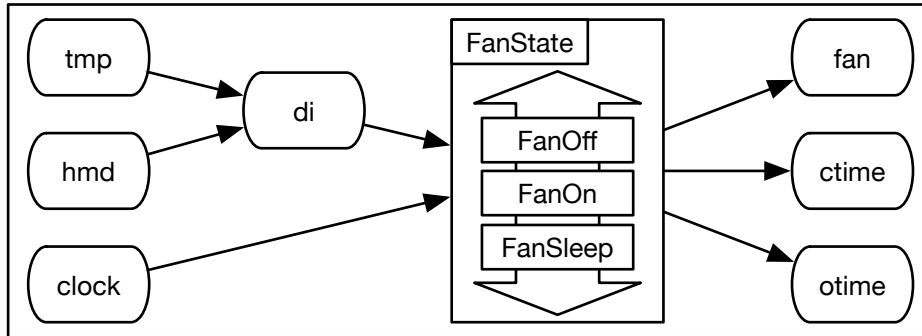 tmp
hmd
clock
di
FanState
FanOff
FanOn
FanSleep
fan
ctime
otime